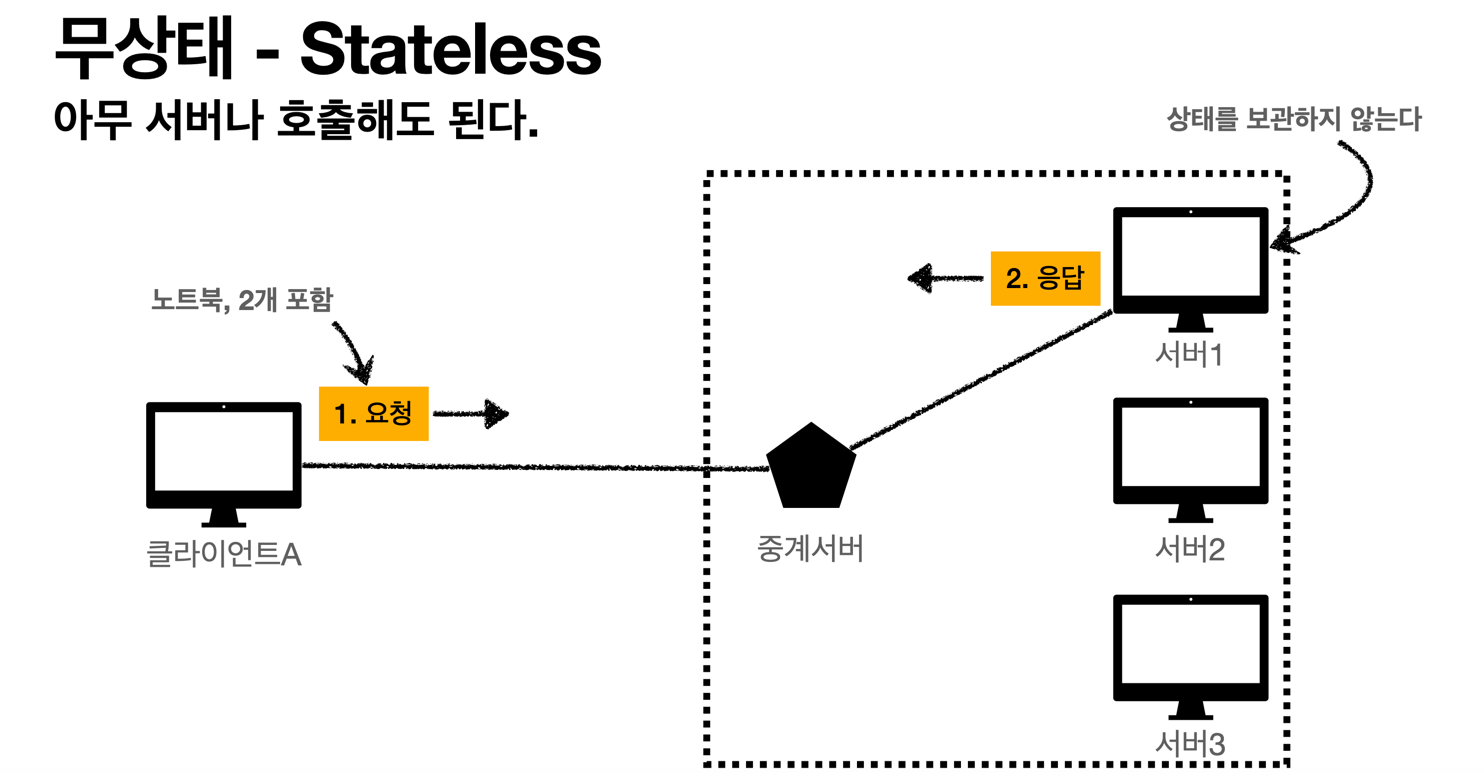 무상태 - Stateless
아무 서버나 호출해도 된다.
상태를 보관하지 않는다
노트북, 2개 포함
1. 요청
2. 응답
클라이언트A
중계서버
서버1
서버2
서버3